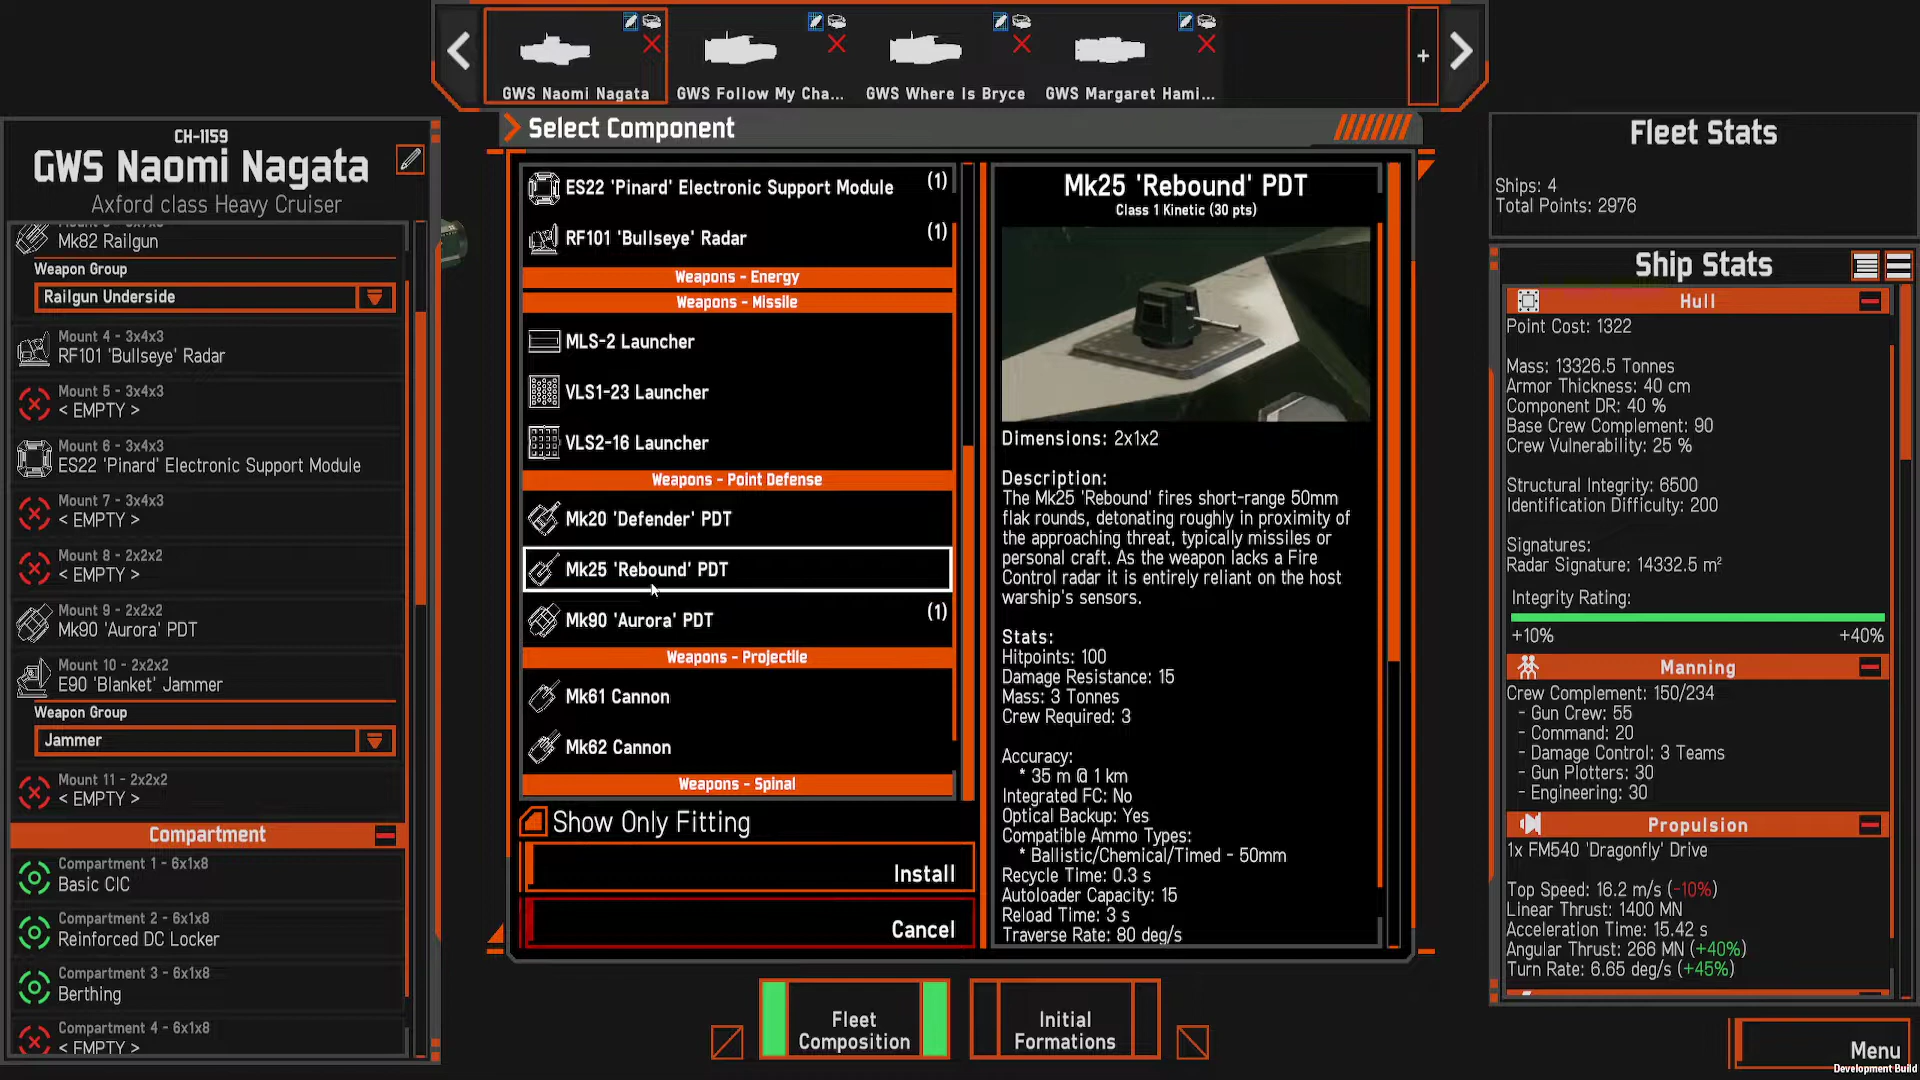 GWS Naomi Nagata
GWS Follow My Cha...
GWS Where Is Bryce
GWS Margaret Hami...
+
CH-1159
GWS Naomi Nagata
Axford class Heavy Cruiser
Mk82 Railgun
Weapon Group
Railgun Underside
Mount 4 - 3x4x3
RF101 'Bullseye' Radar
Mount 5 - 3x4x3
< EMPTY >
Mount 6 - 3x4x3
ES22 'Pinard' Electronic Support Module
Mount 7 - 3x4x3
< EMPTY >
Mount 8 - 2x2x2
< EMPTY >
Mount 9 - 2x2x2
Mk90 'Aurora' PDT
Mount 10 - 2x2x2
E90 'Blanket' Jammer
Weapon Group
Jammer
Mount 11 - 2x2x2
< EMPTY >
Compartment
Compartment 1 - 6x1x8
Basic CIC
Compartment 2 - 6x1x8
Reinforced DC Locker
Compartment 3 - 6x1x8
Berthing
Compartment 4 - 6x1x8
< EMPTY >
Select Component
ES22 'Pinard' Electronic Support Module (1)
RF101 'Bullseye' Radar (1)
Weapons - Energy
Weapons - Missile
MLS-2 Launcher
VLS1-23 Launcher
VLS2-16 Launcher
Weapons - Point Defense
Mk20 'Defender' PDT
Mk25 'Rebound' PDT
Mk90 'Aurora' PDT (1)
Weapons - Projectile
Mk61 Cannon
Mk62 Cannon
Weapons - Spinal
Show Only Fitting
Install
Cancel
Mk25 'Rebound' PDT
Class 1 Kinetic (30 pts)
Dimensions: 2x1x2
Description:
The Mk25 'Rebound' fires short-range 50mm
flak rounds, detonating roughly in proximity of
the approaching threat, typically missiles or
personal craft. As the weapon lacks a Fire
Control radar it is entirely reliant on the host
warship's sensors.
Stats:
Hitpoints: 100
Damage Resistance: 15
Mass: 3 Tonnes
Crew Required: 3
Accuracy:
* 35 m @ 1 km
Integrated FC: No
Optical Backup: Yes
Compatible Ammo Types:
* Ballistic/Chemical/Timed - 50mm
Recycle Time: 0.3 s
Autoloader Capacity: 15
Reload Time: 3 s
Traverse Rate: 80 deg/s
Fleet
Composition
Initial
Formations
Fleet Stats
Ships: 4
Total Points: 2976
Ship Stats
Hull
Point Cost: 1322
Mass: 13326.5 Tonnes
Armor Thickness: 40 cm
Component DR: 40 %
Base Crew Complement: 90
Crew Vulnerability: 25 %
Structural Integrity: 6500
Identification Difficulty: 200
Signatures:
Radar Signature: 14332.5 m²
Integrity Rating:
+10% +40%
Manning
Crew Complement: 150/234
- Gun Crew: 55
- Command: 20
- Damage Control: 3 Teams
- Gun Plotters: 30
- Engineering: 30
Propulsion
1x FM540 'Dragonfly' Drive
Top Speed: 16.2 m/s (-10%)
Linear Thrust: 1400 MN
Acceleration Time: 15.42 s
Angular Thrust: 266 MN (+40%)
Turn Rate: 6.65 deg/s (+45%)
Menu
Development Build